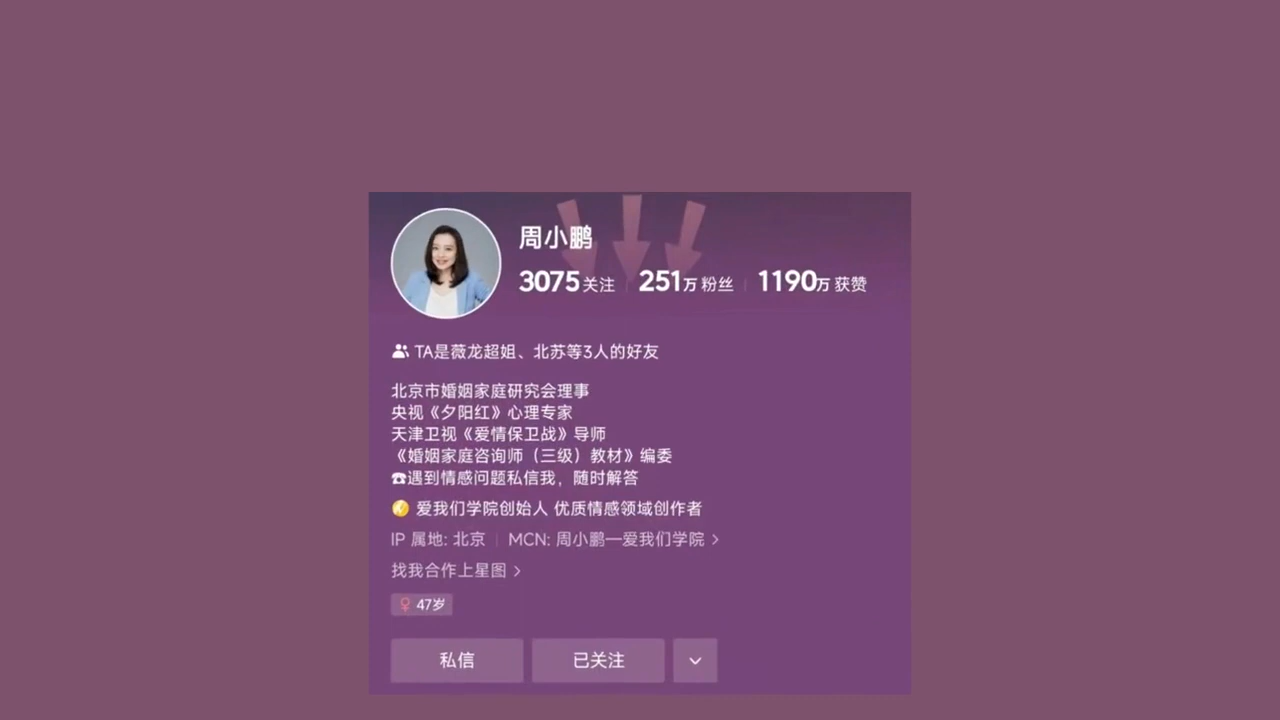 周小鹏
3075关注 251万粉丝 1190万获赞
TA是薇龙超姐、北苏等3人的好友
北京市婚姻家庭研究会理事
央视《夕阳红》心理专家
天津卫视《爱情保卫战》导师
《婚姻家庭咨询师（三级）教材》编委
☎遇到情感问题私信我，随时解答
爱我们学院创始人 优质情感领域创作者
IP 属地: 北京 MCN: 周小鹏—爱我们学院 >
找我合作上星图 >
♀ 47岁
私信 已关注